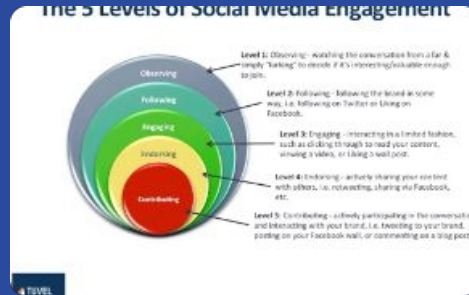 The 5 Levels of Social Media Engagement
Observing
Following
Engaging
Endorsing
Contributing
Level 1: Observing - watching the conversation from a far &
simply "lurking" to decide if it's interesting/valuable enough
to join.
Level 2: Following - following the brand in some
way, i.e. following on Twitter or Liking on
Facebook.
Level 3: Engaging - interacting in a limited fashion,
such as clicking through to read your content,
viewing a video, or Liking a wall post.
Level 4: Endorsing - actively sharing your content
with others, i.e. retweeting, sharing via Facebook,
etc.
Level 5: Contributing - actively participating in the conversati
and interacting with your brand, i.e. tweeting to your brand,
posting on your Facebook wall, or commenting on a blog post
TUVEL